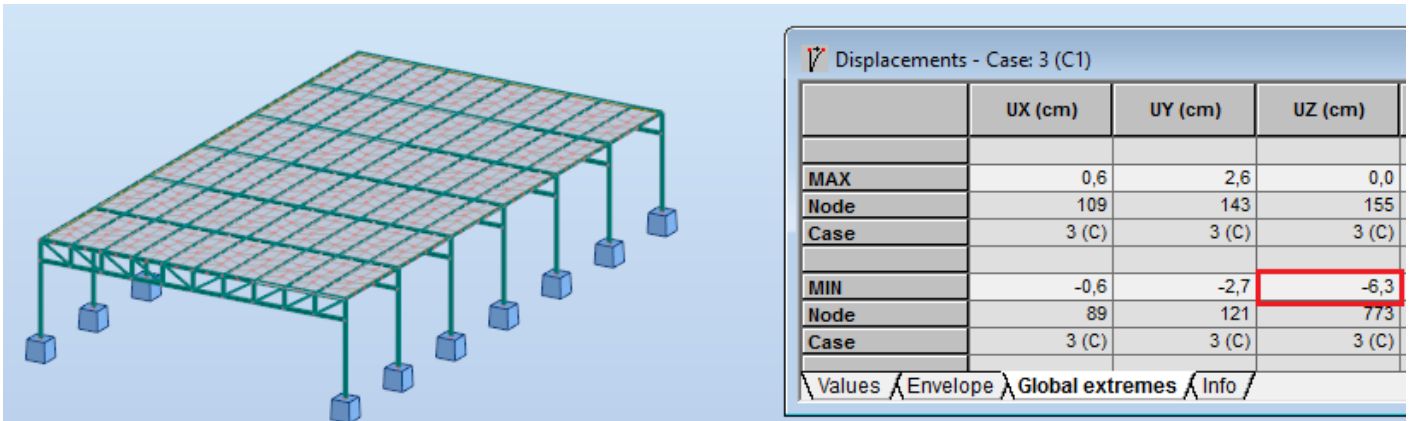 Displacements - Case: 3 (C1)
UX (cm) UY (cm) UZ (cm)
MAX 0,6 2,6 0,0
Node 109 143 155
Case 3 (C) 3 (C) 3 (C)
MIN -0,6 -2,7 -6,3
Node 89 121 773
Case 3 (C) 3 (C) 3 (C)
Values Envelope Global extremes Info